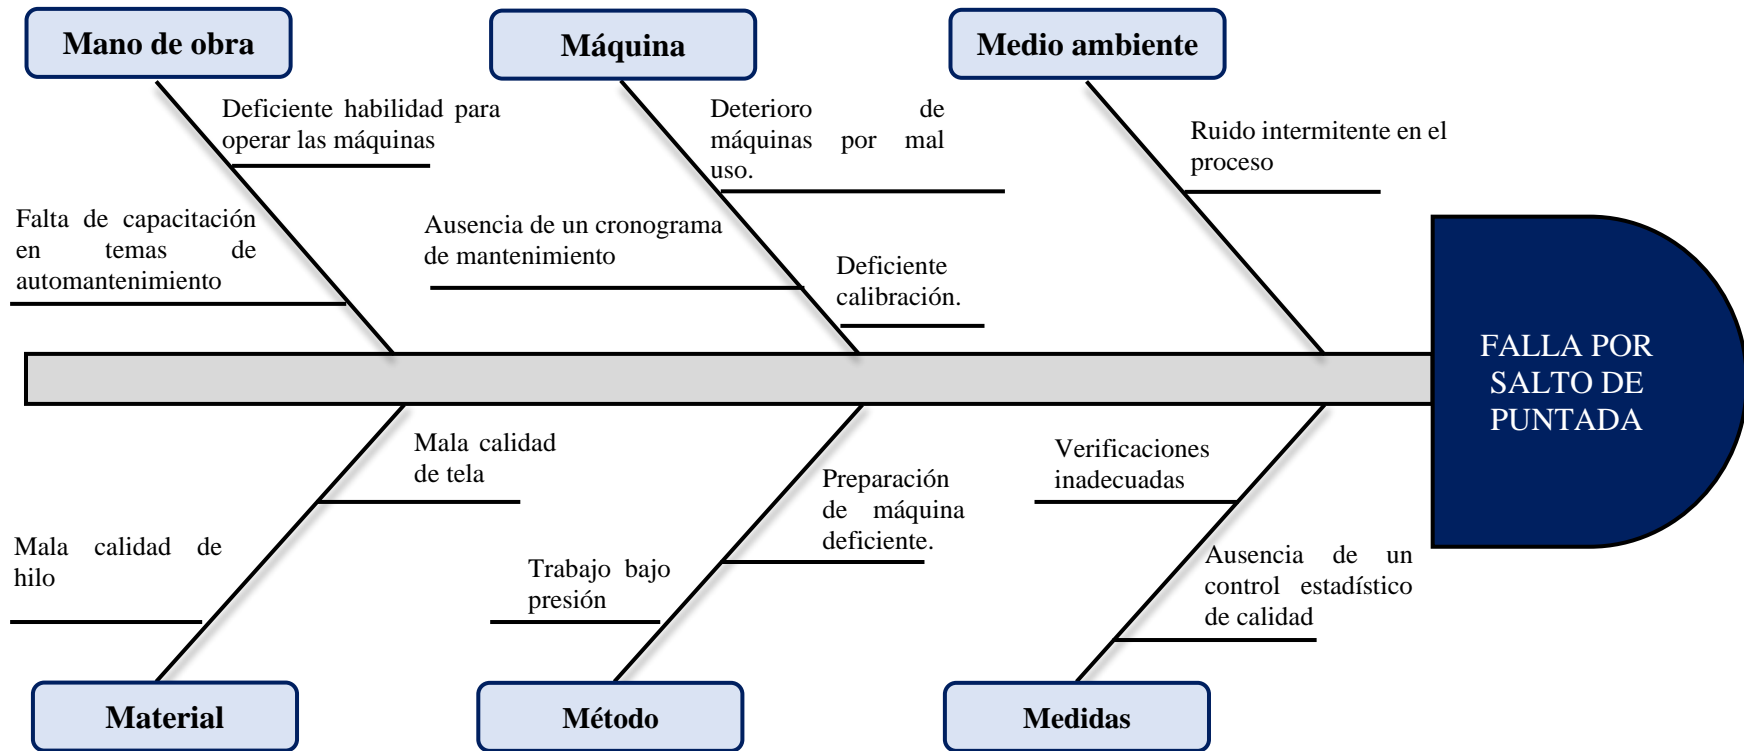 Mano de obra
Máquina
Medio ambiente
Deficiente habilidad para
operar las máquinas
Deterioro de
máquinas por mal
uso.
Ruido intermitente en el
proceso
Falta de capacitación
en temas de
automantenimiento
Ausencia de un cronograma
de mantenimiento
Deficiente
calibración.
FALLA POR
SALTO DE
PUNTADA
Mala calidad
de tela
Verificaciones
inadecuadas
Preparación
de máquina
deficiente.
Mala calidad de
hilo
Trabajo bajo
presión
Ausencia de un
control estadístico
de calidad
Material
Método
Medidas